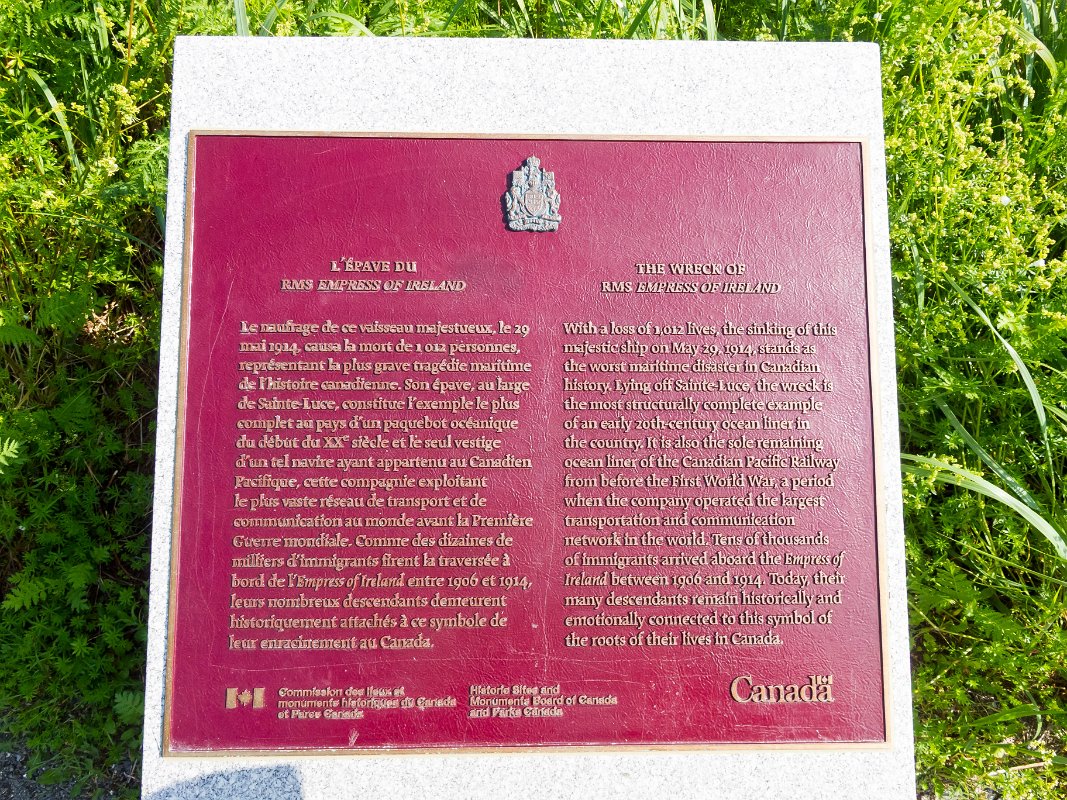 L'ÉPAVE DU
RMS EMPRESS OF IRELAND
Le naufrage de ce vaisseau majestueux, le 29
mai 1914, causa la mort de 1 012 personnes,
représentant la plus grave tragédie maritime
de l'histoire canadienne. Son épave, au large
de Sainte-Luce, constitue l'exemple le plus
complet au pays d'un paquebot océanique
du début du XXe siècle et le seul vestige
d'un tel navire ayant appartenu au Canadien
Pacifique, cette compagnie exploitant
le plus vaste réseau de transport et de
communication au monde avant la Première
Guerre mondiale. Comme des dizaines de
milliers d'immigrants firent la traversée à
bord de l'Empress of Ireland entre 1906 et 1914,
leurs nombreux descendants demeurent
historiquement attachés à ce symbole de
leur enracinement au Canada.
THE WRECK OF
RMS EMPRESS OF IRELAND
With a loss of 1,012 lives, the sinking of this
majestic ship on May 29, 1914, stands as
the worst maritime disaster in Canadian
history. Lying off Sainte-Luce, the wreck is
the most structurally complete example
of an early 20th-century ocean liner in
the country. It is also the sole remaining
ocean liner of the Canadian Pacific Railway
from before the First World War, a period
when the company operated the largest
transportation and communication
network in the world. Tens of thousands
of immigrants arrived aboard the Empress of
Ireland between 1906 and 1914. Today, their
many descendants remain historically and
emotionally connected to this symbol of
the roots of their lives in Canada.
Commission des lieux et
monuments historiques du Canada
et Parcs Canada
Historic Sites and
Monuments Board of Canada
and Parks Canada
Canada